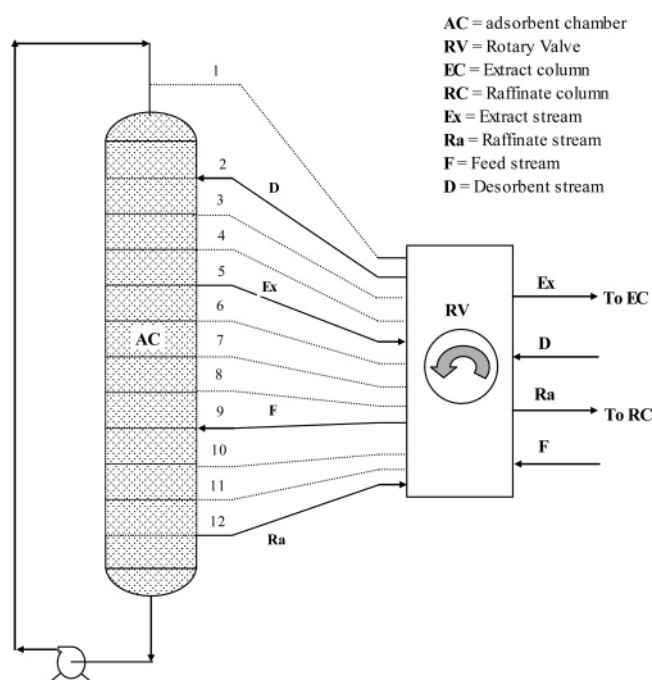 AC = adsorbent chamber
RV = Rotary Valve
EC = Extract column
RC = Raffinate column
Ex = Extract stream
Ra = Raffinate stream
F = Feed stream
D = Desorbent stream
1
2
D
3
4
5
Ex
6
AC
7
8
9
F
10
11
12
Ra
RV
Ex
To EC
D
Ra
To RC
F